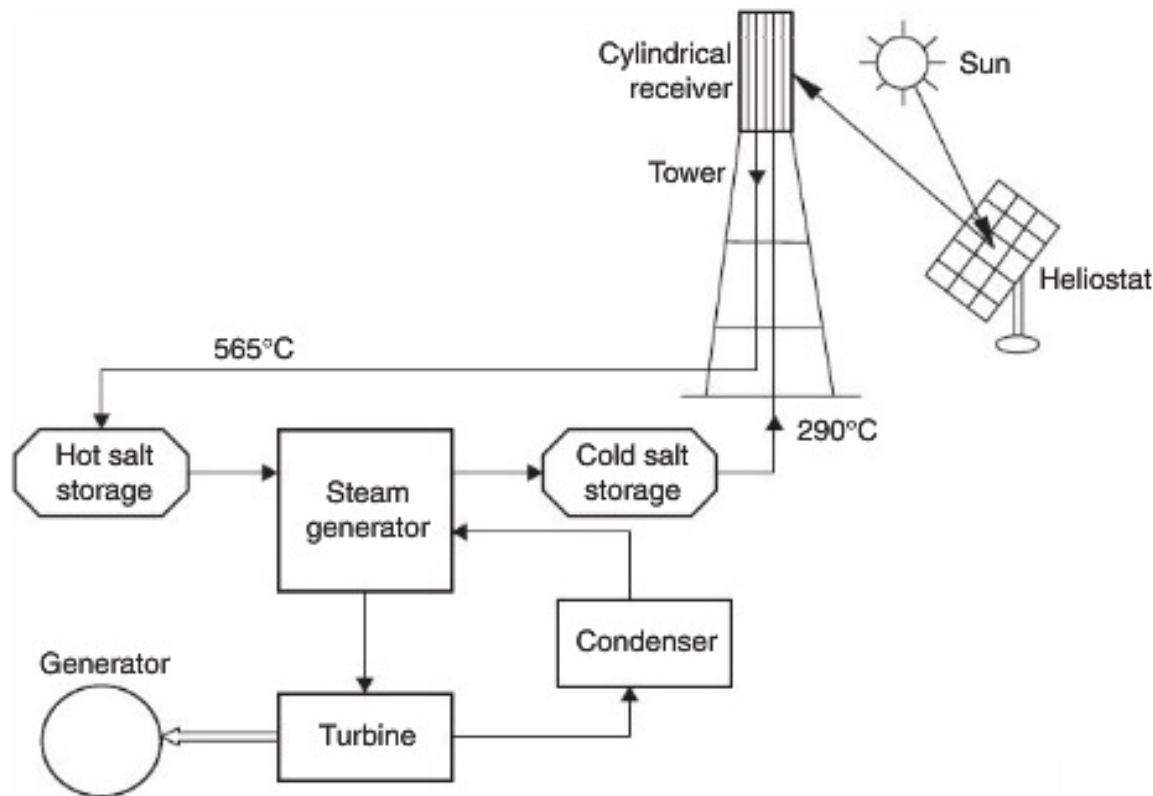 Cylindrical
receiver
Sun
Tower
Heliostat
565°C
290°C
Hot salt
storage
Steam
generator
Cold salt
storage
Condenser
Generator
Turbine